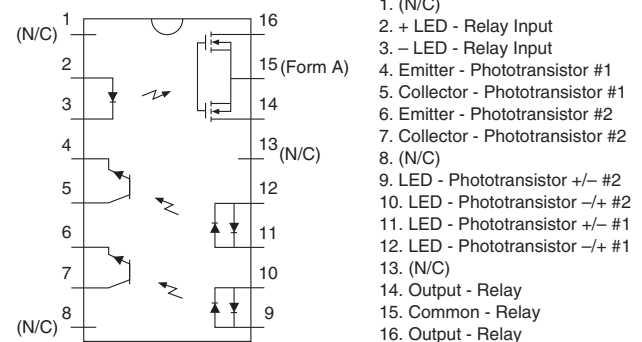 1
(N/C)
2
3
4
5
6
7
8
(N/C)
16
15 (Form A)
14
13
(N/C)
12
11
10
9
1. (N/C)
2. + LED - Relay Input
3. – LED - Relay Input
4. Emitter - Phototransistor #1
5. Collector - Phototransistor #1
6. Emitter - Phototransistor #2
7. Collector - Phototransistor #2
8. (N/C)
9. LED - Phototransistor +/– #2
10. LED - Phototransistor –/+ #2
11. LED - Phototransistor +/– #1
12. LED - Phototransistor –/+ #1
13. (N/C)
14. Output - Relay
15. Common - Relay
16. Output - Relay